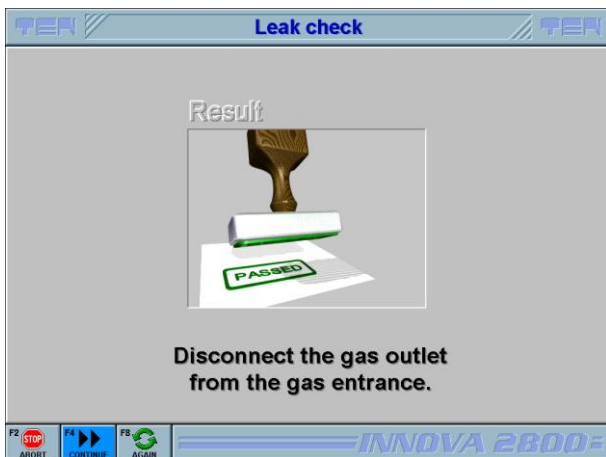 TEN
Leak check
TEN
Result
PASSED
Disconnect the gas outlet
from the gas entrance.
F2 STOP ABORT
F4 CONTINUE
F8 AGAIN
INNOVA 2800